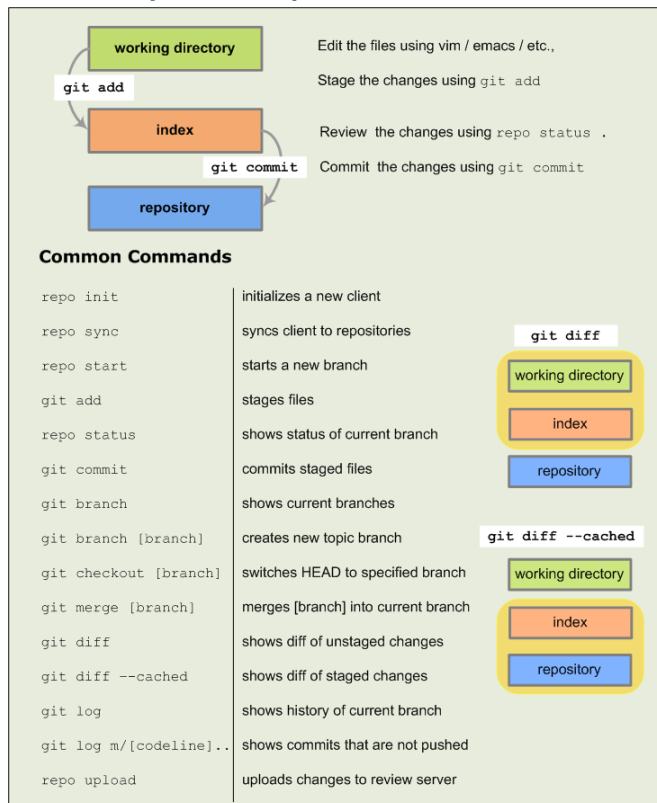 working directory
Edit the files using vim / emacs / etc.,
git add
Stage the changes using git add
index
Review the changes using repo status .
git commit
Commit the changes using git commit
repository
Common Commands
repo init initializes a new client
repo sync syncs client to repositories
repo start starts a new branch
git add stages files
repo status shows status of current branch
git commit commits staged files
git branch shows current branches
git branch [branch] creates new topic branch
git checkout [branch] switches HEAD to specified branch
git merge [branch] merges [branch] into current branch
git diff shows diff of unstaged changes
git diff --cached shows diff of staged changes
git log shows history of current branch
git log m/[codeline].. shows commits that are not pushed
repo upload uploads changes to review server
git diff
working directory
index
repository
git diff --cached
working directory
index
repository